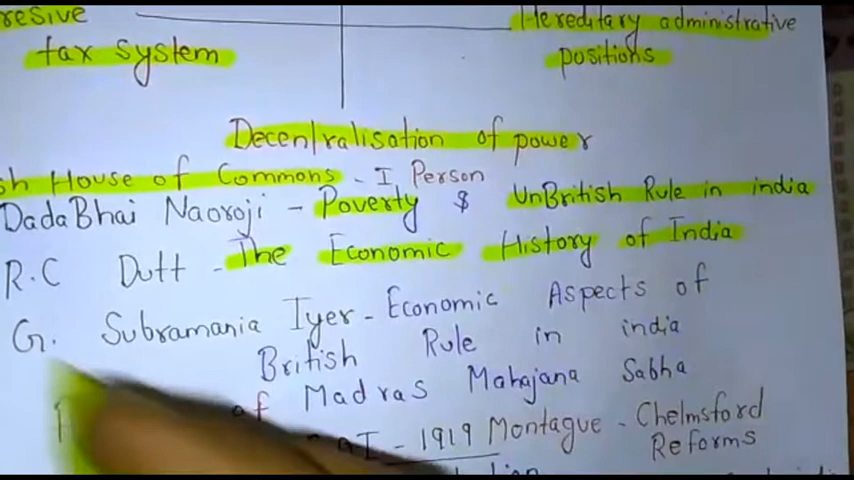 resive
Hereditary administrative
tax system
positions
Decentralisation of power
sh House of Commons - I Person
DadaBhai Naoroji - Poverty $ UnBritish Rule in india
R.C Dutt - The Economic History of India
G. Subramania Iyer - Economic Aspects of
British Rule in india
of Madras Mahajana Sabha
I - 1919 Montague - Chelmsford
Reforms